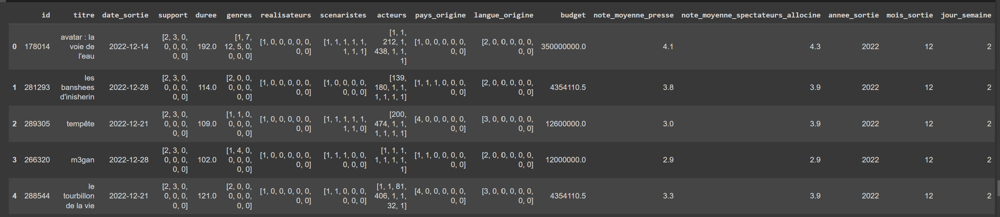 id titre date_sortie support duree genres realisateurs scenaristes acteurs pays_origine langue_origine budget note_moyenne_presse note_moyenne_spectateurs_allocine annee_sortie mois_sortie jour_semaine
[1, 1,
avatar : la [2, 3, 0, [1, 7,
212, 1,
[1, 0, 0, 0, 0, 0, [1, 1, 1, 1, 1, [1, 0, 0, 0, 0, 0, [2, 0, 0, 0, 0, 0,
0 178014 voie de 2022-12-14 0, 0, 0, 192.0 12, 5, 0, 350000000.0 4.1 4.3 2022 12 2
0, 0] 1, 1, 1] 438, 1, 1, 0, 0] 0, 0]
l'eau 0, 0] 0, 0, 0]
1]
les [2, 3, 0, [2, 0, 0, [139,
[1, 0, 0, 0, 0, 0, [1, 0, 0, 0, 0, [1, 1, 1, 0, 0, 0, [2, 0, 0, 0, 0, 0,
1 281293 banshees 2022-12-28 0, 0, 0, 114.0 0, 0, 0, 180, 1, 1, 4354110.5 3.8 3.9 2022 12 2
0, 0] 0, 0, 0] 0, 0] 0, 0]
d'inisherin 0, 0] 0, 0] 1, 1, 1, 1]
[2, 3, 0, [1, 1, 0, [200,
[1, 0, 0, 0, 0, 0, [1, 1, 1, 1, 1, [4, 0, 0, 0, 0, 0, [3, 0, 0, 0, 0, 0,
2 289305 tempête 2022-12-21 0, 0, 0, 109.0 0, 0, 0, 474, 1, 1, 12600000.0 3.0 3.9 2022 12 2
0, 0] 1, 1, 0] 0, 0] 0, 0]
0, 0] 0, 0] 1, 1, 1, 1]
[2, 3, 0, [1, 4, 0, [1, 1, 1,
[1, 0, 0, 0, 0, 0, [1, 1, 1, 0, 0, [1, 1, 0, 0, 0, 0, [2, 0, 0, 0, 0, 0,
3 266320 m3gan 2022-12-28 0, 0, 0, 102.0 0, 0, 0, 1, 1, 1, 1, 12000000.0 2.9 2.9 2022 12 2
0, 0] 0, 0, 0] 0, 0] 0, 0]
0, 0] 0, 0] 1]
le [2, 3, 0, [2, 0, 0, [1, 1, 81,
[1, 0, 0, 0, 0, 0, [1, 1, 0, 0, 0, [4, 0, 0, 0, 0, 0, [3, 0, 0, 0, 0, 0,
4 288544 tourbillon 2022-12-21 0, 0, 0, 121.0 0, 0, 0, 406, 1, 1, 4354110.5 3.3 3.9 2022 12 2
0, 0] 0, 0, 0] 0, 0] 0, 0]
de la vie 0, 0] 0, 0] 32, 1]